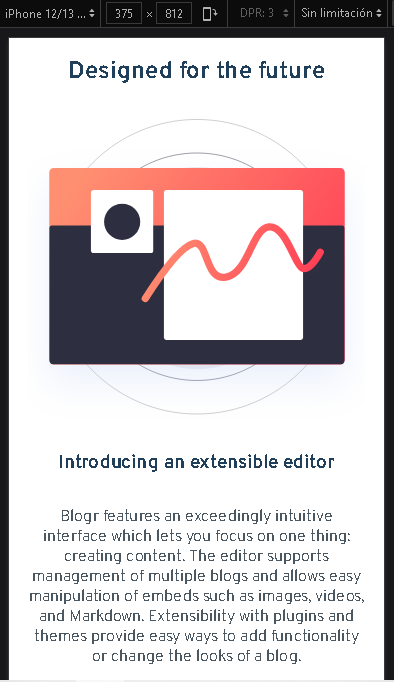 iPhone 12/13 ... 375 × 812 DPR: 3 Sin limitación
Designed for the future
Introducing an extensible editor
Blogr features an exceedingly intuitive
interface which lets you focus on one thing:
creating content. The editor supports
management of multiple blogs and allows easy
manipulation of embeds such as images, videos,
and Markdown. Extensibility with plugins and
themes provide easy ways to add functionality
or change the looks of a blog.